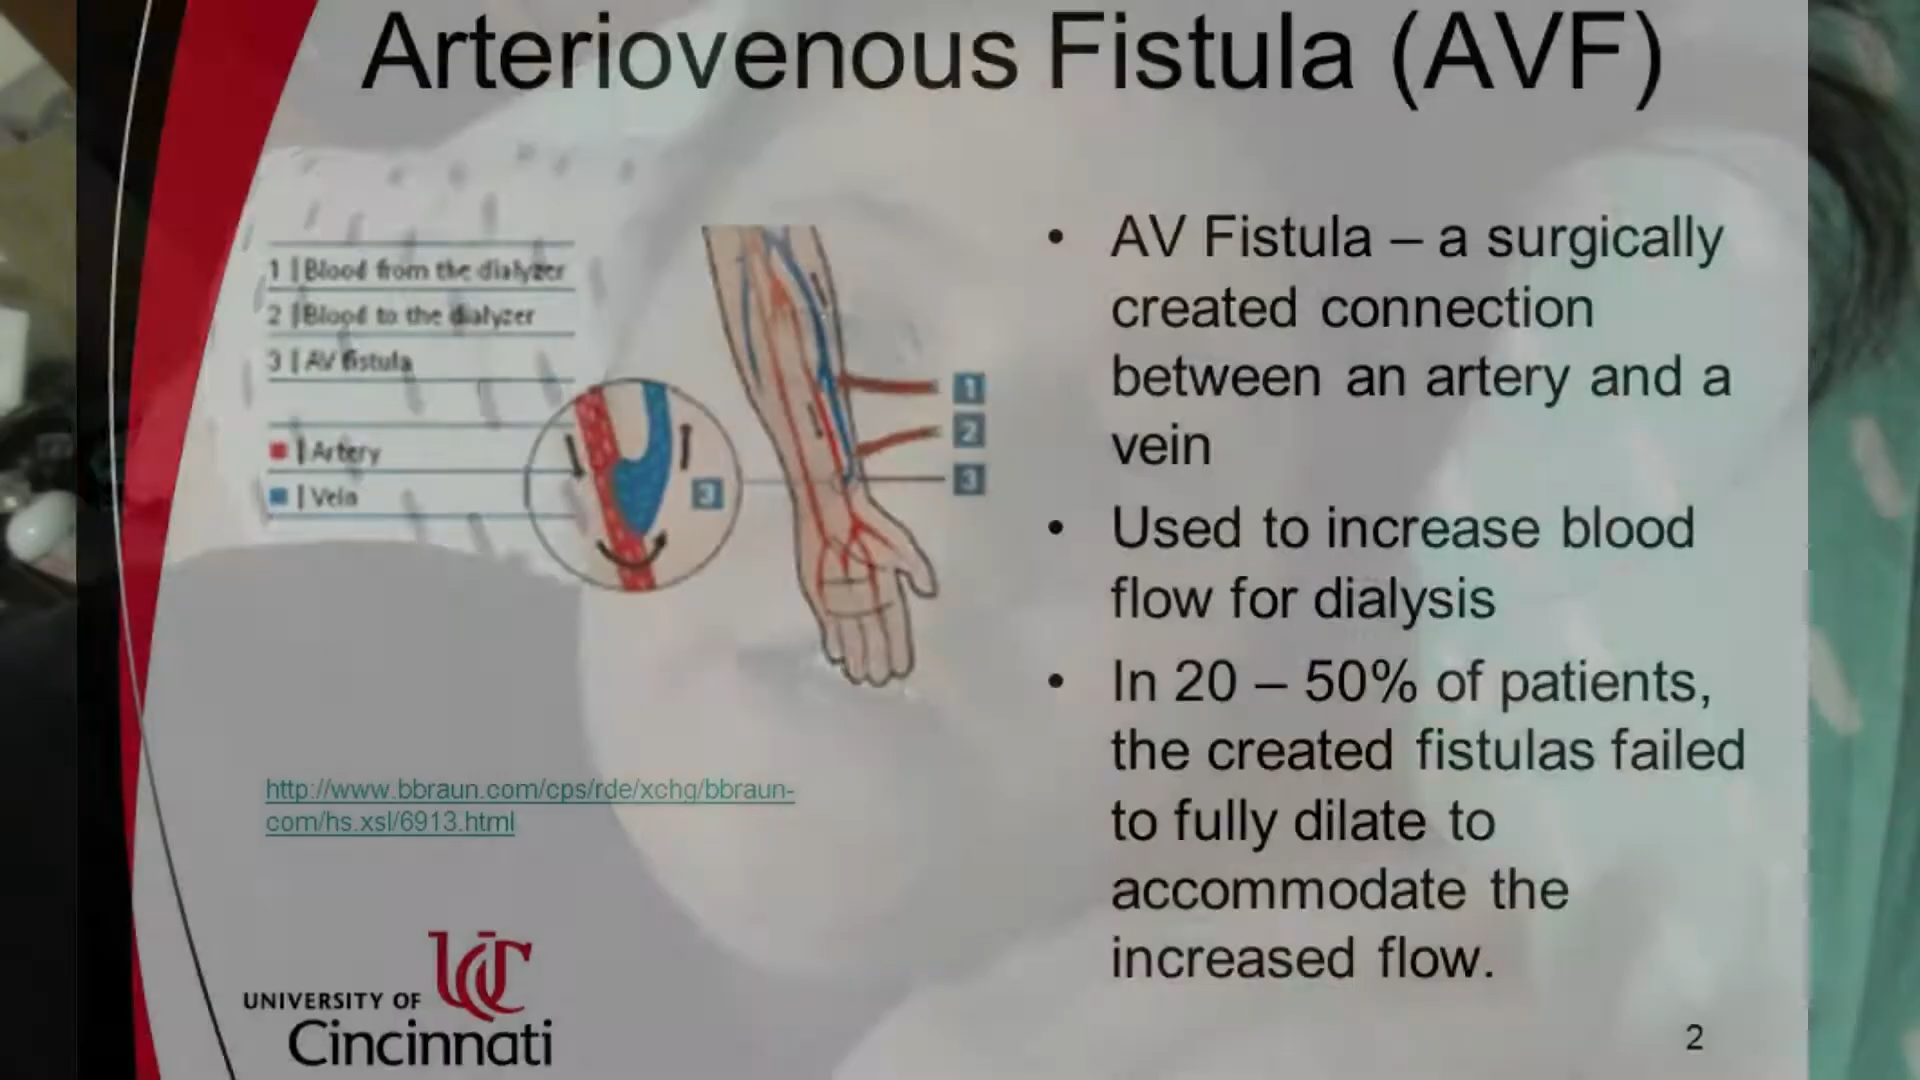 Arteriovenous Fistula (AVF)
1 | Blood from the dialyzer
2 | Blood to the dialyzer
3 | AV fistula
| Artery
| Vein
3
1
2
3
• AV Fistula – a surgically
created connection
between an artery and a
vein
• Used to increase blood
flow for dialysis
• In 20 – 50% of patients,
the created fistulas failed
to fully dilate to
accommodate the
increased flow.
http://www.bbraun.com/cps/rde/xchg/bbraun-
com/hs.xsl/6913.html
UC
UNIVERSITY OF
Cincinnati
2